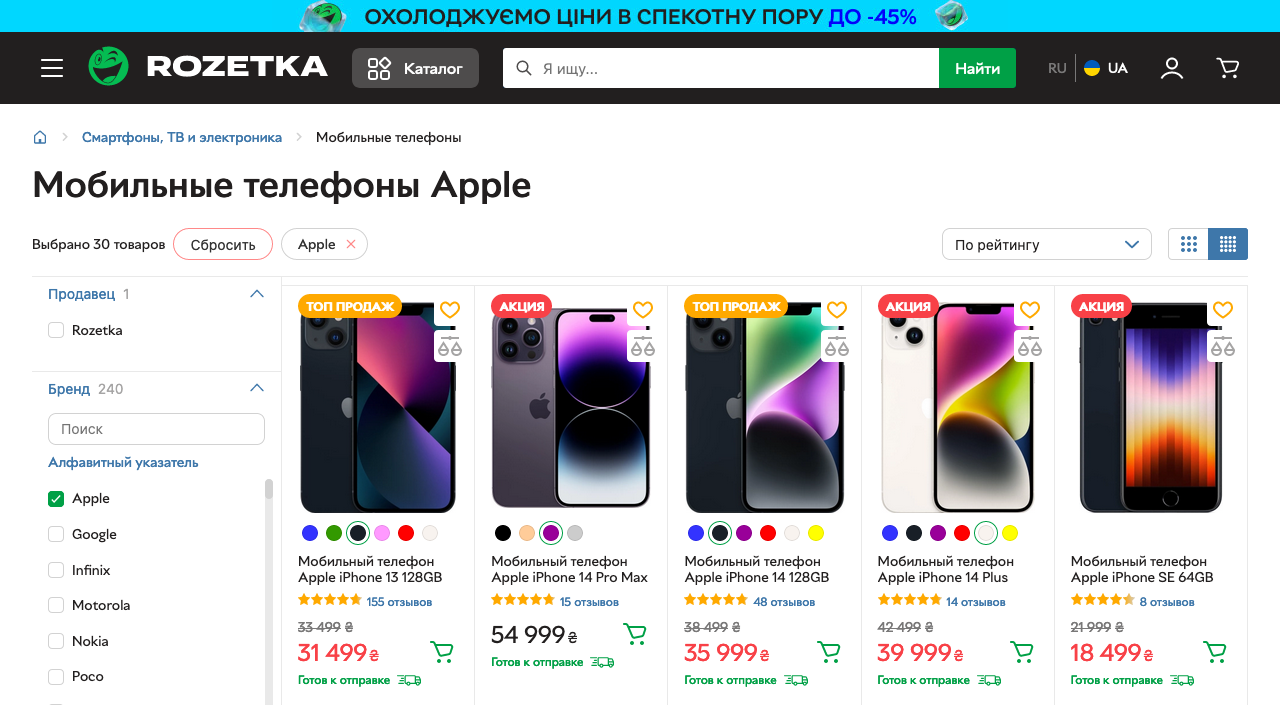 ОХОЛОДЖУЄМО ЦІНИ В СПЕКОТНУ ПОРУ ДО -45%
ROZETKA
Каталог
Я ищу...
Найти
RU
UA
Смартфоны, ТВ и электроника
Мобильные телефоны
Мобильные телефоны Apple
Выбрано 30 товаров
Сбросить
Apple
По рейтингу
Продавец 1
Rozetka
Бренд 240
Поиск
Алфавитный указатель
Apple
Google
Infinix
Motorola
Nokia
Poco
ТОП ПРОДАЖ
Мобильный телефон
Apple iPhone 13 128GB
155 отзывов
33 499 ₴
31 499 ₴
Готов к отправке
АКЦИЯ
Мобильный телефон
Apple iPhone 14 Pro Max
15 отзывов
54 999 ₴
Готов к отправке
ТОП ПРОДАЖ
Мобильный телефон
Apple iPhone 14 128GB
48 отзывов
38 499 ₴
35 999 ₴
Готов к отправке
АКЦИЯ
Мобильный телефон
Apple iPhone 14 Plus
14 отзывов
42 499 ₴
39 999 ₴
Готов к отправке
АКЦИЯ
Мобильный телефон
Apple iPhone SE 64GB
8 отзывов
21 999 ₴
18 499 ₴
Готов к отправке